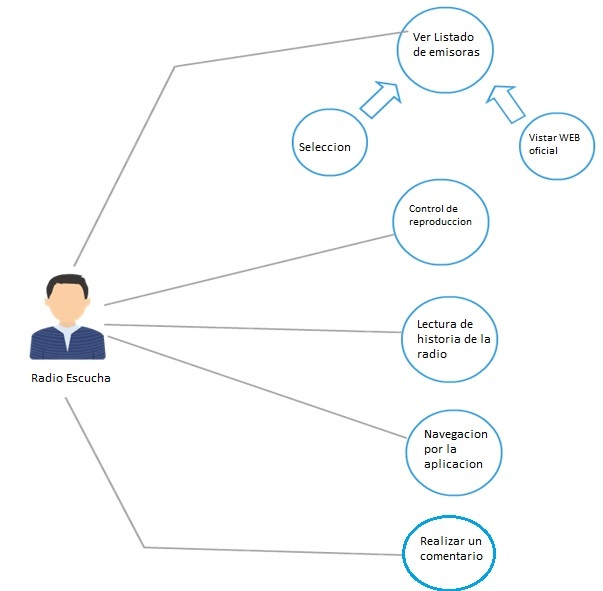 Ver Listado
de emisoras
Seleccion
Vistar WEB
oficial
Control de
reproduccion
Lectura de
historia de la
radio
Radio Escucha
Navegacion
por la
aplicacion
Realizar un
comentario